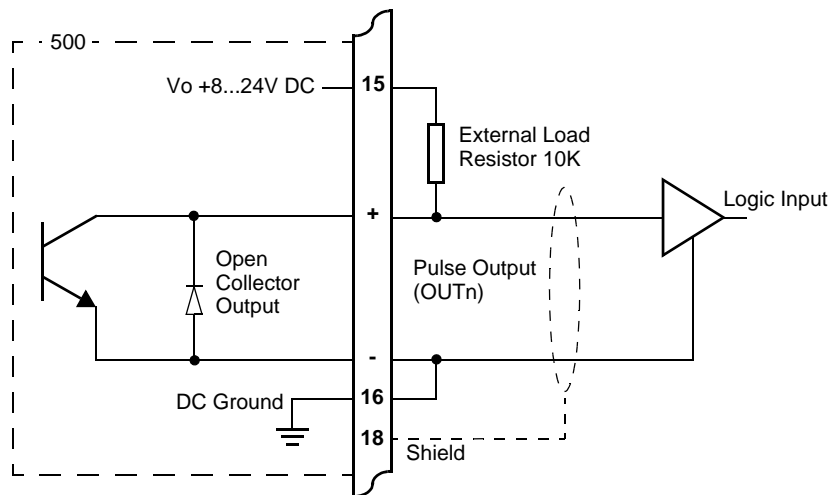 500
Vo +8...24V DC
15
External Load
Resistor 10K
+
Logic Input
Open
Collector
Output
Pulse Output
(OUTn)
-
DC Ground
16
18
Shield